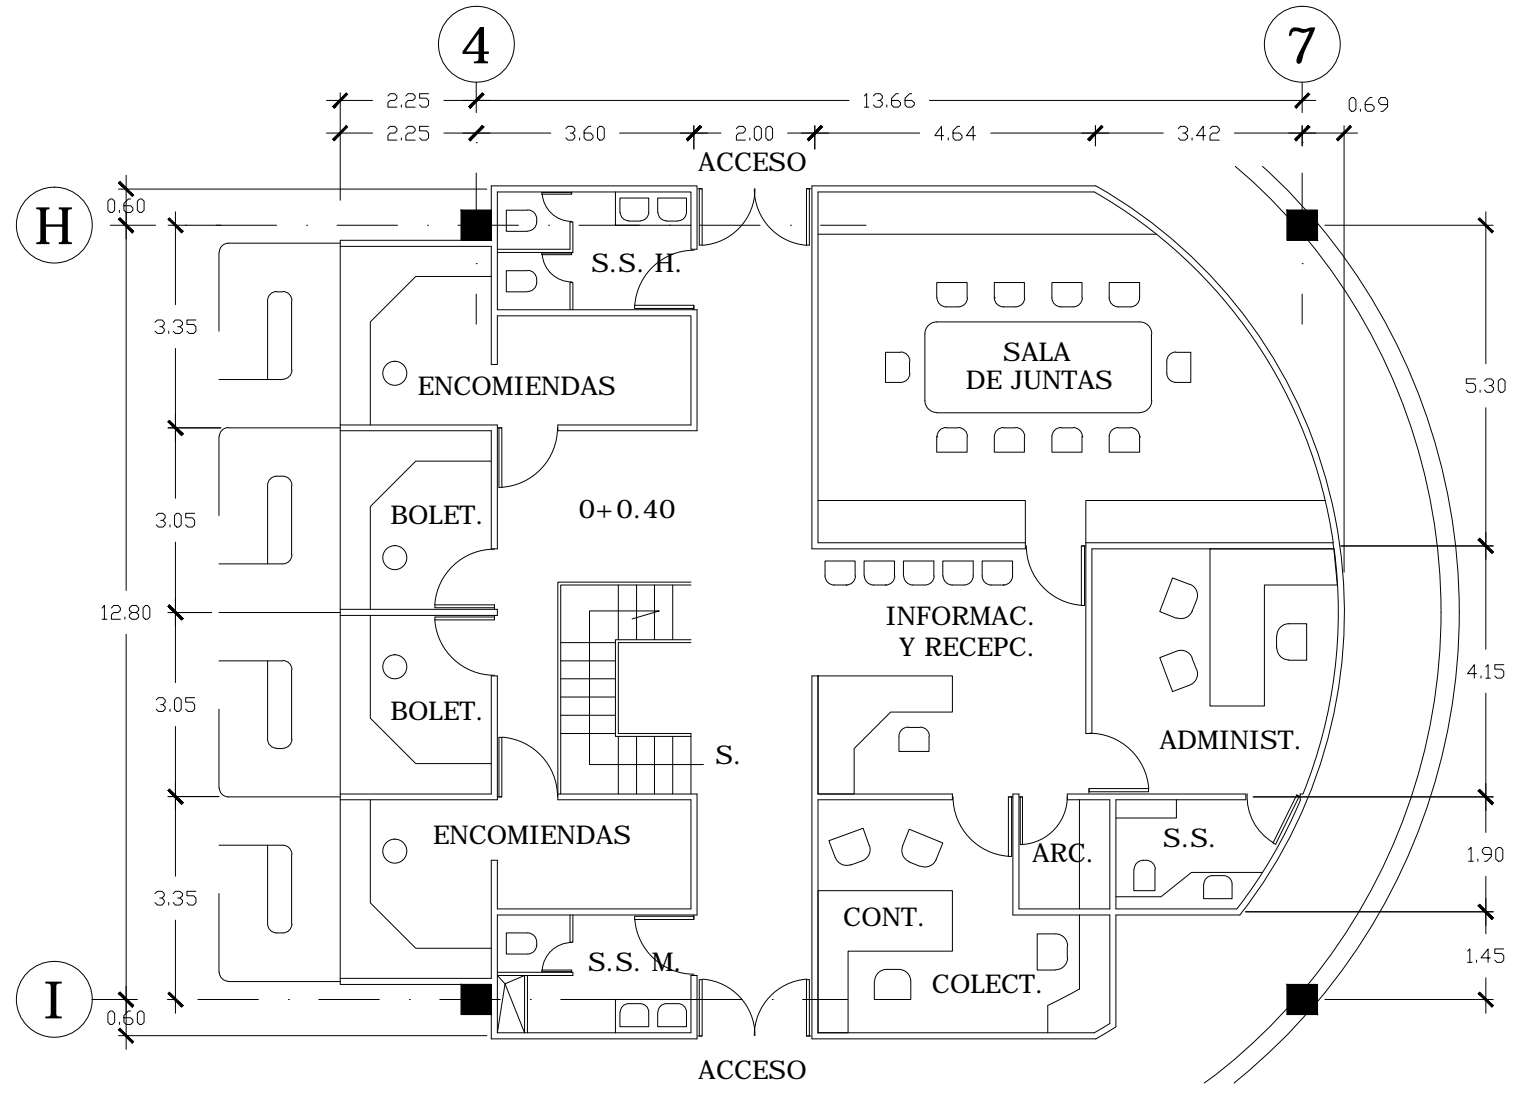 4
7
2.25
13.66
0.69
2.25
3.60
2.00
4.64
3.42
ACCESO
0.60
H
S.S. H.
3.35
SALA
DE JUNTAS
5.30
ENCOMIENDAS
BOLET.
0+0.40
3.05
12.80
INFORMAC.
Y RECEPC.
4.15
3.05
BOLET.
S.
ADMINIST.
ENCOMIENDAS
ARC.
S.S.
1.90
3.35
CONT.
S.S. M.
COLECT.
1.45
I
0.60
ACCESO